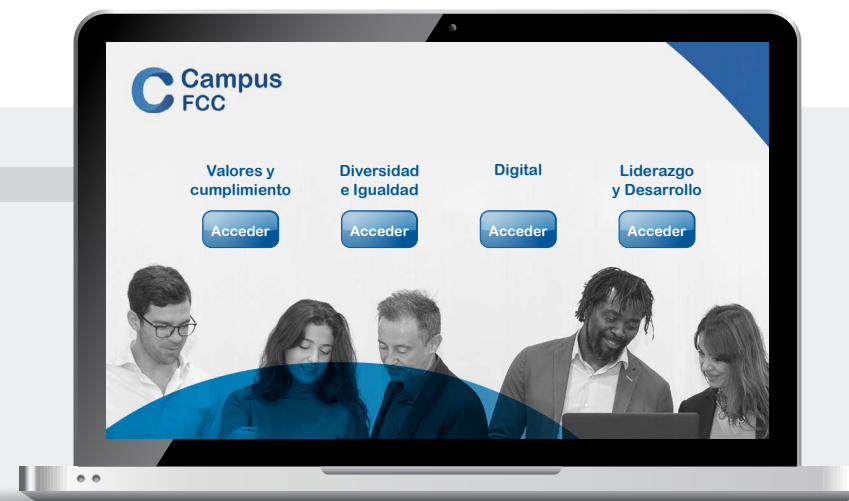 Campus
FCC
Valores y
cumplimiento
Diversidad
e Igualdad
Digital
Liderazgo
y Desarrollo
Acceder
Acceder
Acceder
Acceder